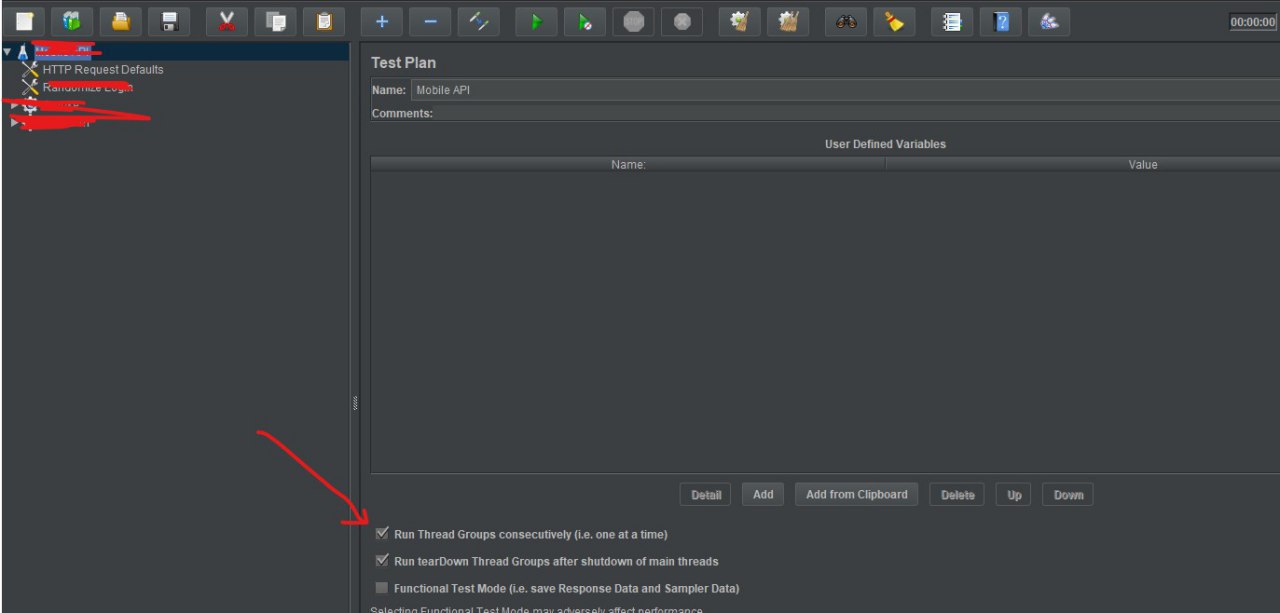 00:00:00
HTTP Request Defaults
Randomize Login
Test Plan
Name: Mobile API
Comments:
User Defined Variables
Name: Value
Detail Add Add from Clipboard Delete Up Down
Run Thread Groups consecutively (i.e. one at a time)
Run tearDown Thread Groups after shutdown of main threads
Functional Test Mode (i.e. save Response Data and Sampler Data)
Selecting Functional Test Mode may adversely affect performance.